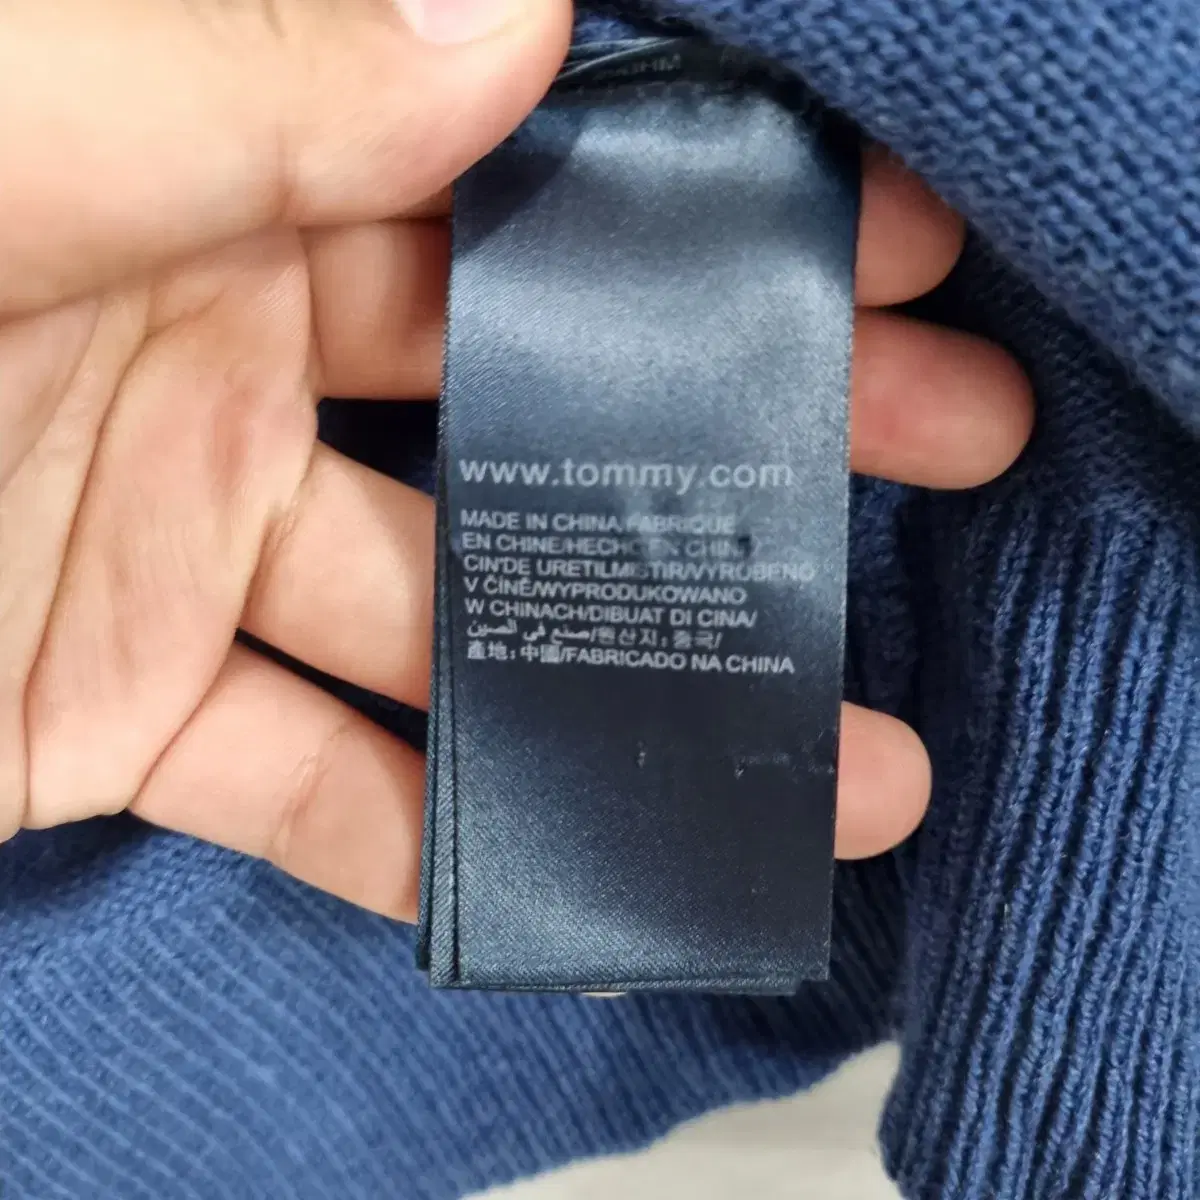 www.tommy.com
MADE IN CHINA/FABRIQUE
EN CHINE/HECHO EN CHINA/
CIN'DE URETILMISTIR/VYROBENO
V ČÍNĚ/WYPRODUKOWANO
W CHINACH/DIBUAT DI CINA/
صنع في الصين/원산지:중국/
產地:中國/FABRICADO NA CHINA